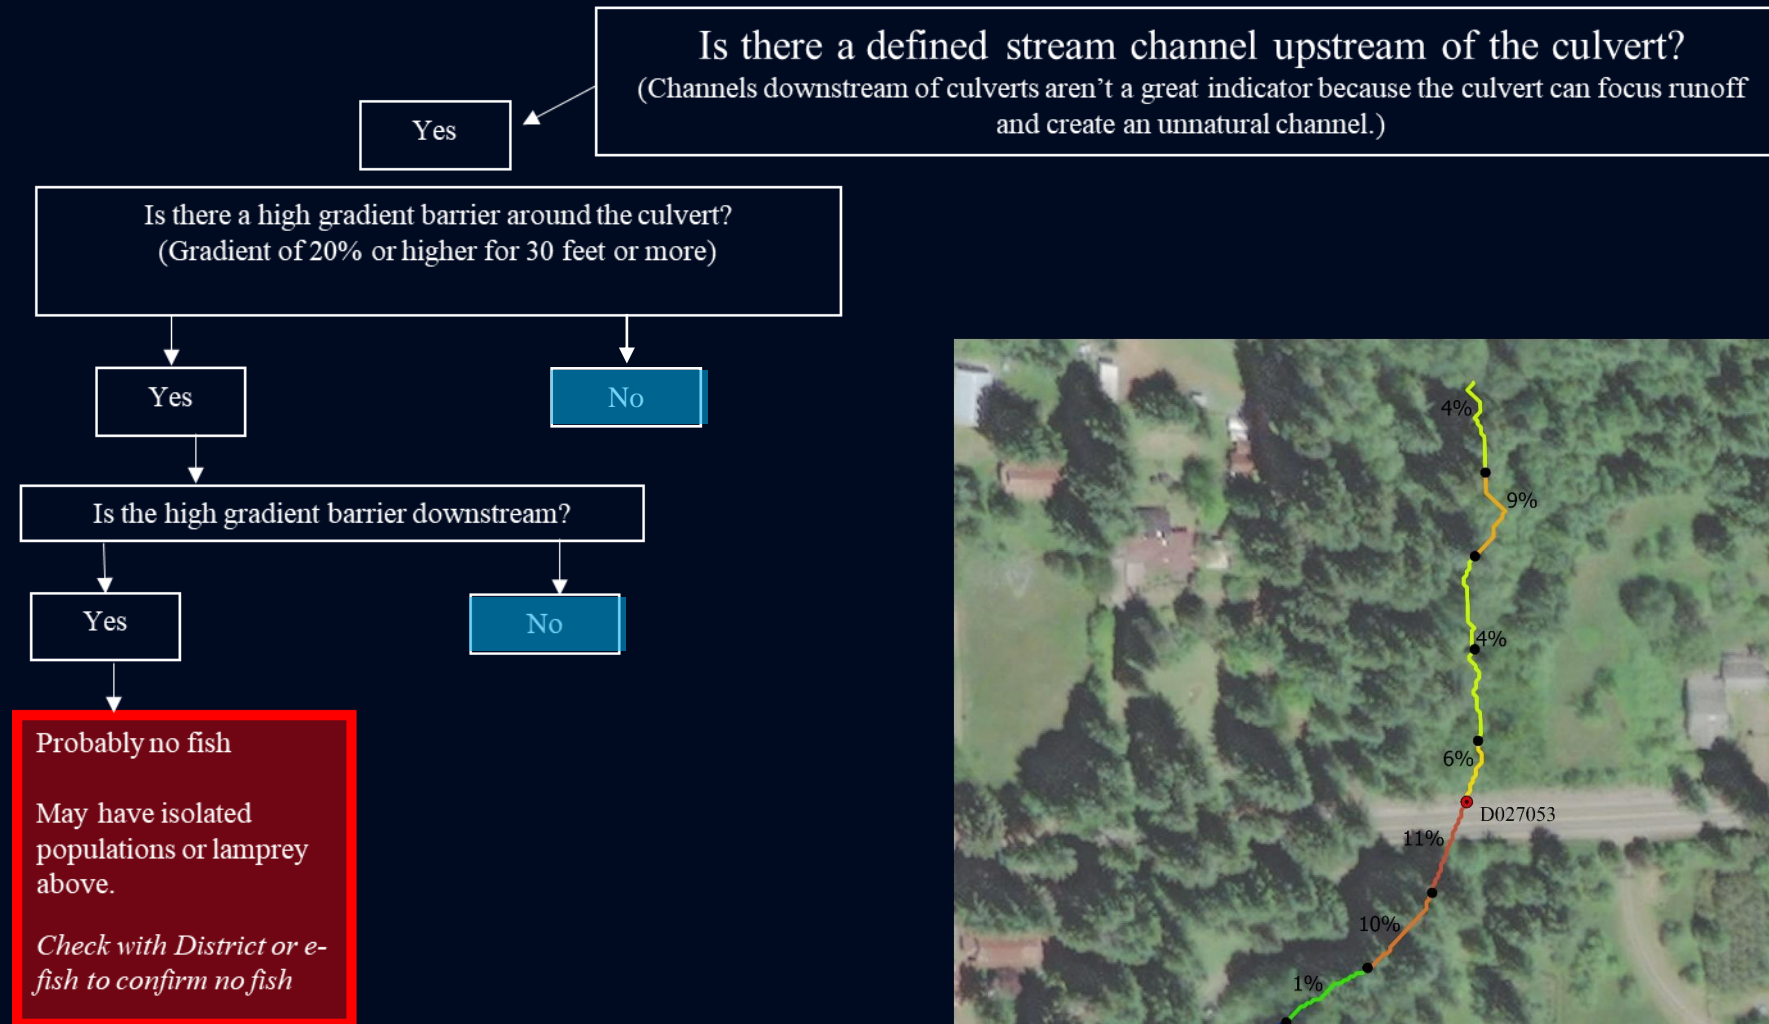 Is there a defined stream channel upstream of the culvert?
(Channels downstream of culverts aren’t a great indicator because the culvert can focus runoff
and create an unnatural channel.)
Yes
Is there a high gradient barrier around the culvert?
(Gradient of 20% or higher for 30 feet or more)
Yes
No
Is the high gradient barrier downstream?
Yes
No
Probably no fish
May have isolated
populations or lamprey
above.
Check with District or e-
fish to confirm no fish
4%
9%
4%
6%
D027053
11%
10%
1%